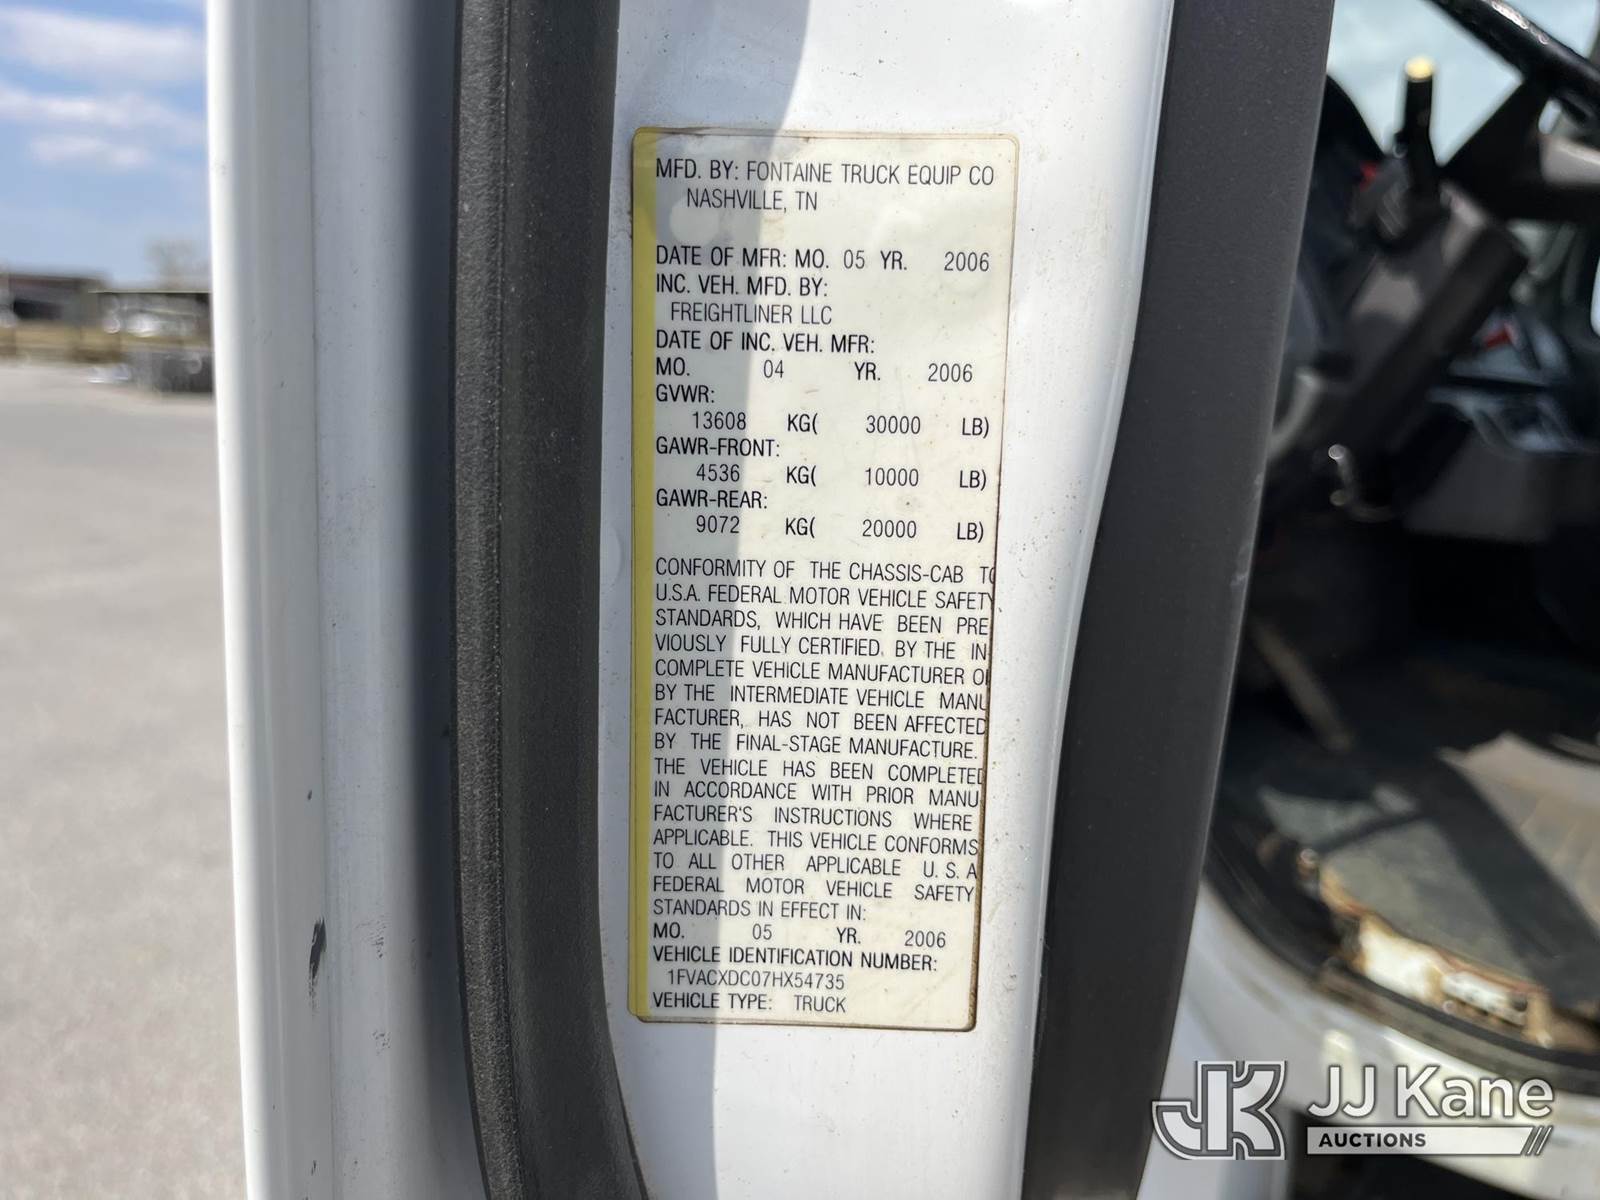 MFD. BY: FONTAINE TRUCK EQUIP CO
NASHVILLE, TN
DATE OF MFR: MO. 05 YR. 2006
INC. VEH. MFD. BY:
FREIGHTLINER LLC
DATE OF INC. VEH. MFR:
MO. 04 YR. 2006
GVWR:
13608 KG( 30000 LB)
GAWR-FRONT:
4536 KG( 10000 LB)
GAWR-REAR:
9072 KG( 20000 LB)
CONFORMITY OF THE CHASSIS-CAB TO
U.S.A. FEDERAL MOTOR VEHICLE SAFETY
STANDARDS, WHICH HAVE BEEN PRE
VIOUSLY FULLY CERTIFIED, BY THE IN
COMPLETE VEHICLE MANUFACTURER OR
BY THE INTERMEDIATE VEHICLE MANU
FACTURER, HAS NOT BEEN AFFECTED
BY THE FINAL-STAGE MANUFACTURE.
THE VEHICLE HAS BEEN COMPLETED
IN ACCORDANCE WITH PRIOR MANU
FACTURER'S INSTRUCTIONS WHERE
APPLICABLE. THIS VEHICLE CONFORMS
TO ALL OTHER APPLICABLE U. S. A
FEDERAL MOTOR VEHICLE SAFETY
STANDARDS IN EFFECT IN:
MO. 05 YR. 2006
VEHICLE IDENTIFICATION NUMBER:
1FVACXDC07HX54735
VEHICLE TYPE: TRUCK
JK JJ Kane
AUCTIONS